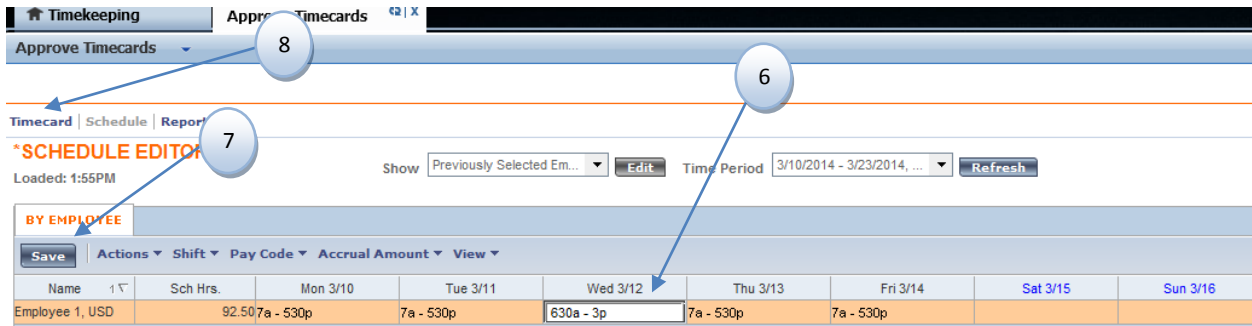 Timekeeping Appro Timecards | X
Approve Timecards
8
6
Timecard | Schedule | Report
7
*SCHEDULE EDITO
Loaded: 1:55PM
Show Previously Selected Em... Edit Time Period 3/10/2014 - 3/23/2014, ... Refresh
BY EMPLOYEE
Save Actions Shift Pay Code Accrual Amount View
Name 1 Sch Hrs. Mon 3/10 Tue 3/11 Wed 3/12 Thu 3/13 Fri 3/14 Sat 3/15 Sun 3/16
Employee 1, USD 92.50 7a - 530p 7a - 530p 630a - 3p 7a - 530p 7a - 530p